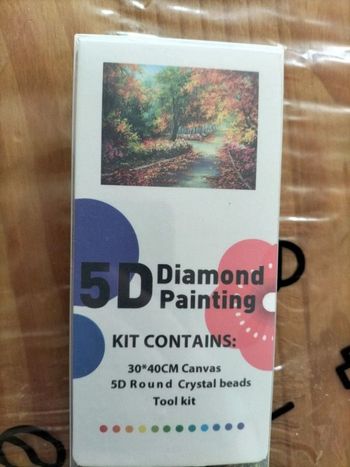 5D Diamond
Painting
KIT CONTAINS:
30*40CM Canvas
5D Round Crystal beads
Tool kit